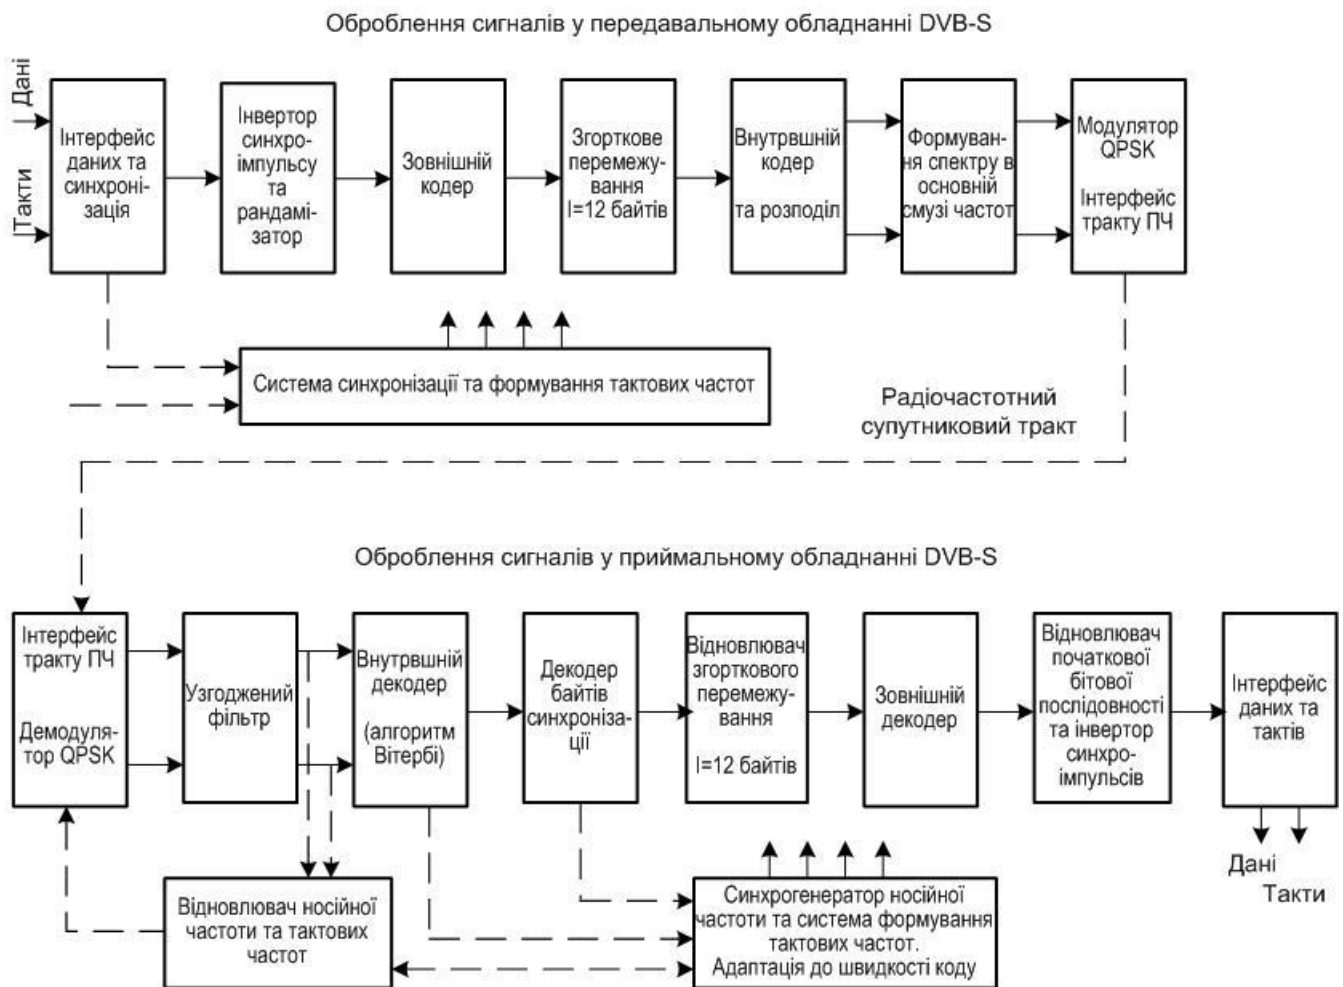 Оброблення сигналів у передавальному обладнанні DVB-S
Дані
Такти
Інтерфейс
даних та
синхроні-
зація
Інвертор
синхро-
імпульсу
та
рандамі-
затор
Зовнішній
кодер
Згорткове
перемежу-
вання
I=12 байтів
Внутрвшній
кодер
та розподіл
Формуван-
ня спектру в
основній
смузі частот
Модулятор
QPSK
Інтерфейс
тракту ПЧ
Система синхронізації та формування тактових частот
Радіочастотний
супутниковий тракт
Оброблення сигналів у приймальному обладнанні DVB-S
Інтерфейс
тракту ПЧ
Демодуля-
тор QPSK
Узгоджений
фільтр
Внутрвшній
декодер
(алгоритм
Вітербі)
Декодер
байтів
синхроніза-
ції
Відновлювач
згорткового
перемежу-
вання
I=12 байтів
Зовнішній
декодер
Відновлювач
початкової
бітової
послідовності
та інвертор
синхро-
імпульсів
Інтерфейс
даних та
тактів
Дані
Такти
Відновлювач носійної
частоти та тактових
частот
Синхрогенератор носійної
частоти та система формування
тактових частот.
Адаптація до швидкості коду